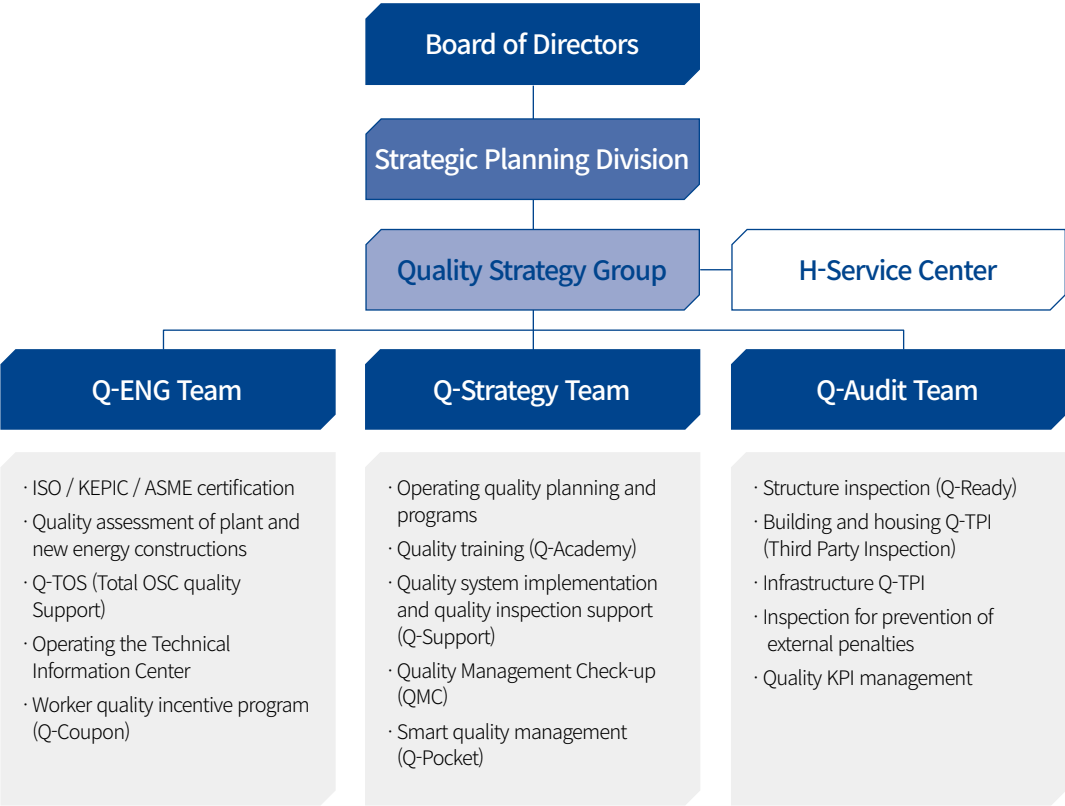 Board of Directors
Strategic Planning Division
Quality Strategy Group
H-Service Center
Q-ENG Team
· ISO / KEPIC / ASME certification
· Quality assessment of plant and
new energy constructions
· Q-TOS (Total OSC quality
Support)
· Operating the Technical
Information Center
· Worker quality incentive program
(Q-Coupon)
Q-Strategy Team
· Operating quality planning and
programs
· Quality training (Q-Academy)
· Quality system implementation
and quality inspection support
(Q-Support)
· Quality Management Check-up
(QMC)
· Smart quality management
(Q-Pocket)
Q-Audit Team
· Structure inspection (Q-Ready)
· Building and housing Q-TPI
(Third Party Inspection)
· Infrastructure Q-TPI
· Inspection for prevention of
external penalties
· Quality KPI management